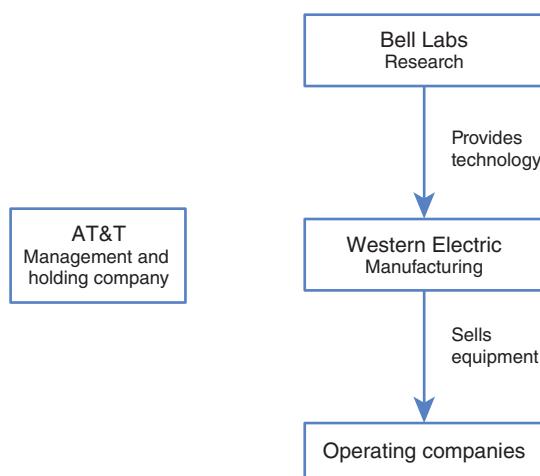 Bell Labs
Research
Provides
technology
AT&T
Management and
holding company
Western Electric
Manufacturing
Sells
equipment
Operating companies